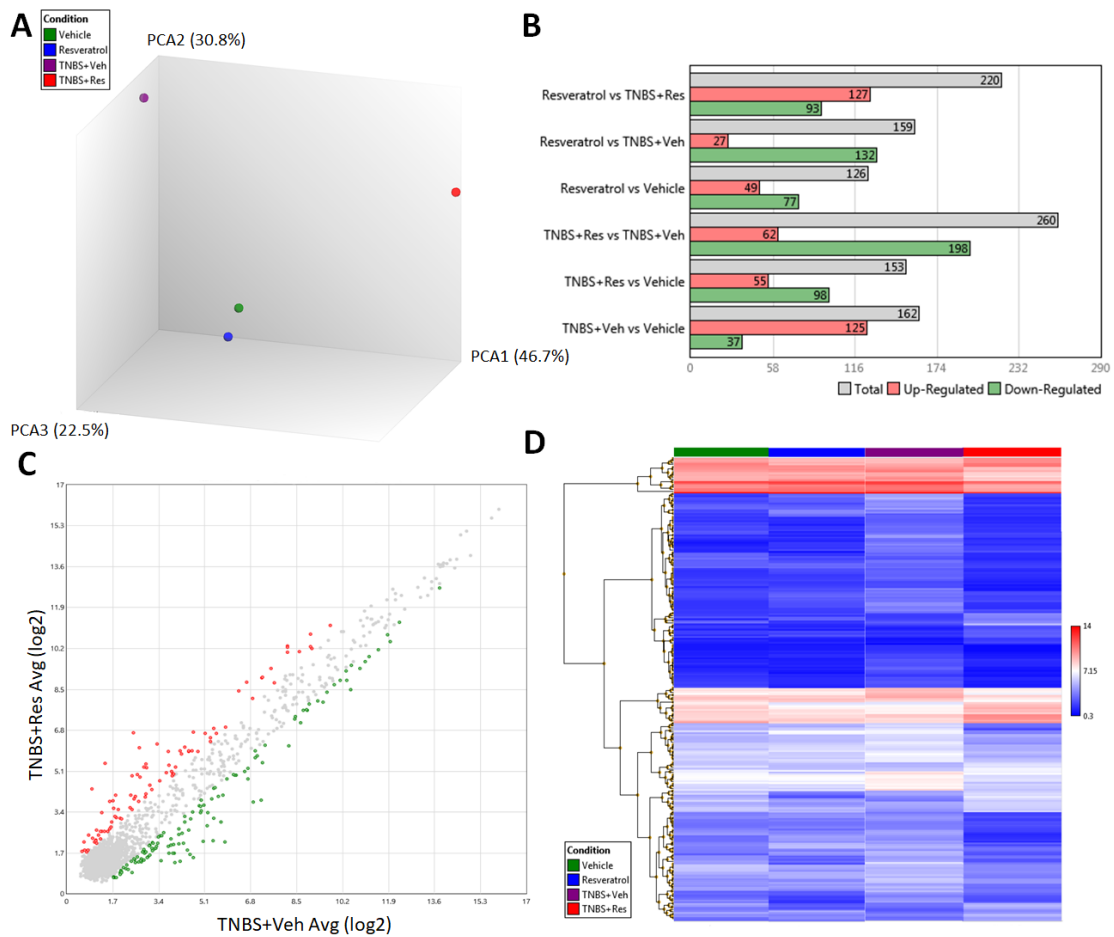 A
Condition
Vehicle
Resveratrol
TNBS+Veh
TNBS+Res
PCA2 (30.8%)
PCA1 (46.7%)
PCA3 (22.5%)
B
Resveratrol vs TNBS+Res
220
127
93
Resveratrol vs TNBS+Veh
159
27
132
Resveratrol vs Vehicle
126
49
77
TNBS+Res vs TNBS+Veh
260
62
198
TNBS+Res vs Vehicle
153
55
98
TNBS+Veh vs Vehicle
162
125
37
0 58 116 174 232 290
Total Up-Regulated Down-Regulated
C
17
15.3
13.6
11.9
10.2
8.5
6.8
5.1
3.4
1.7
0
TNBS+Res Avg (log2)
0 1.7 3.4 5.1 6.8 8.5 10.2 11.9 13.6 15.3 17
TNBS+Veh Avg (log2)
D
14
7.15
0.3
Condition
Vehicle
Resveratrol
TNBS+Veh
TNBS+Res